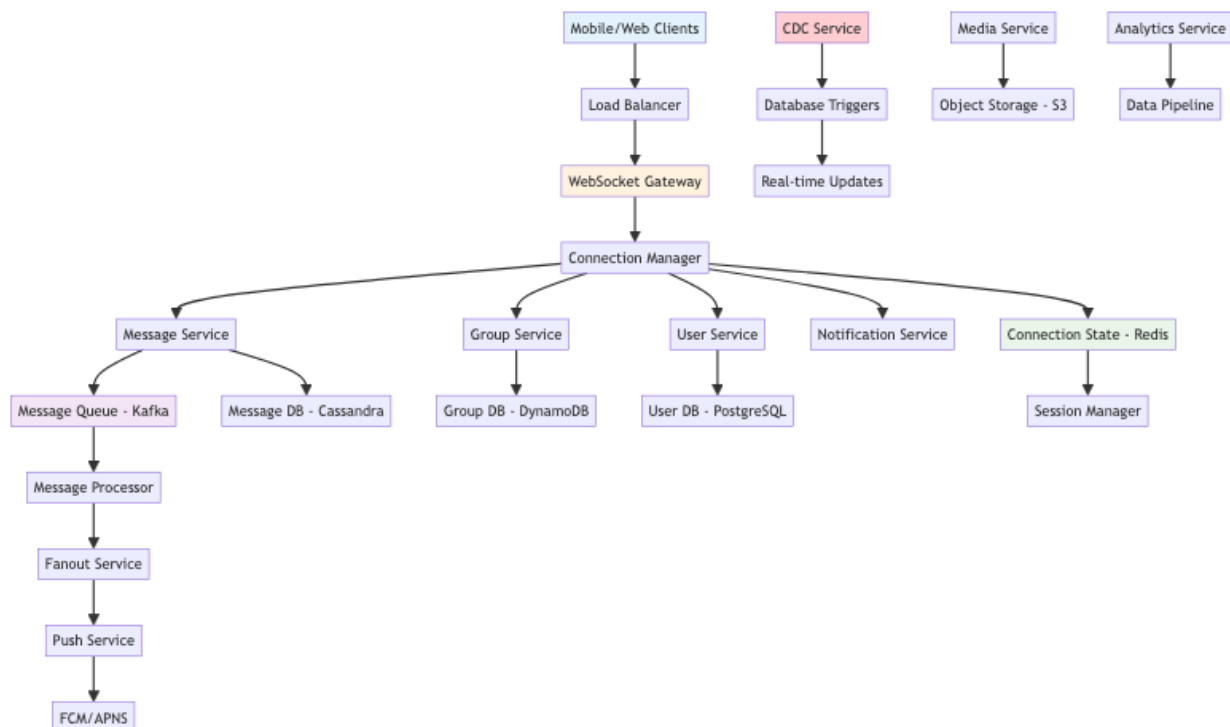 Mobile/Web Clients
CDC Service
Media Service
Analytics Service
Load Balancer
Database Triggers
Object Storage - S3
Data Pipeline
WebSocket Gateway
Real-time Updates
Connection Manager
Message Service
Group Service
User Service
Notification Service
Connection State - Redis
Message Queue - Kafka
Message DB - Cassandra
Group DB - DynamoDB
User DB - PostgreSQL
Session Manager
Message Processor
Fanout Service
Push Service
FCM/APNS